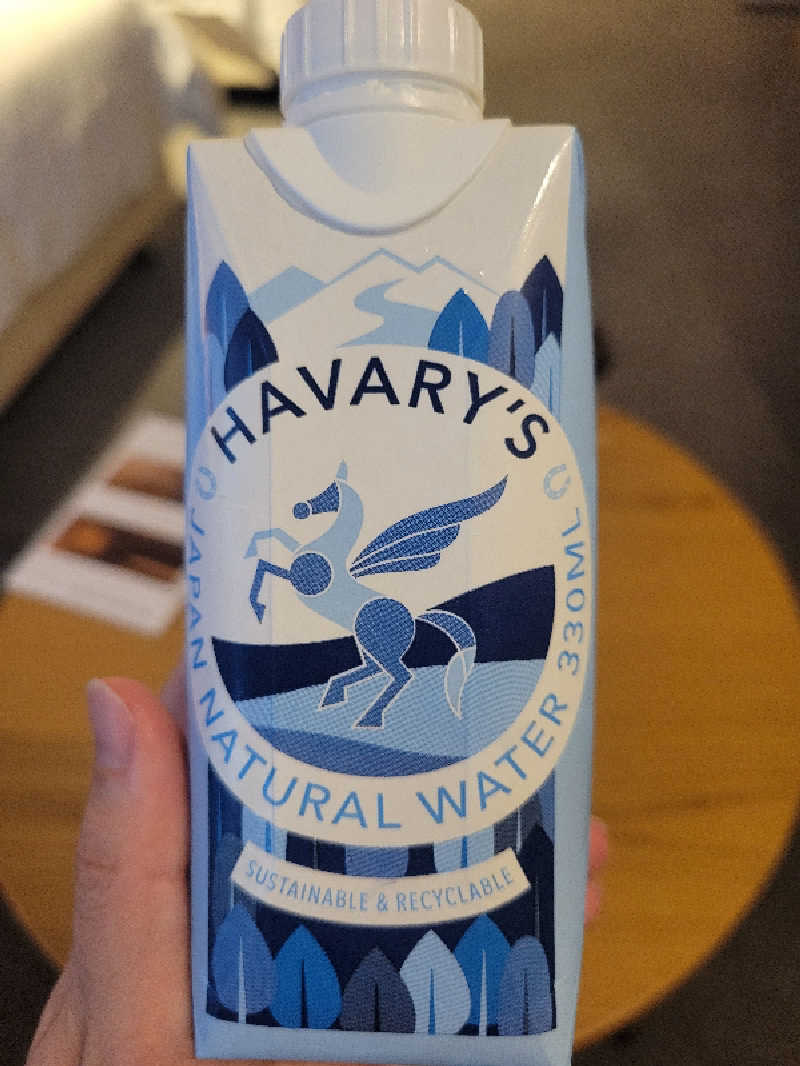 HAVARY'S
JAPAN NATURAL WATER 330ML
SUSTAINABLE & RECYCLABLE